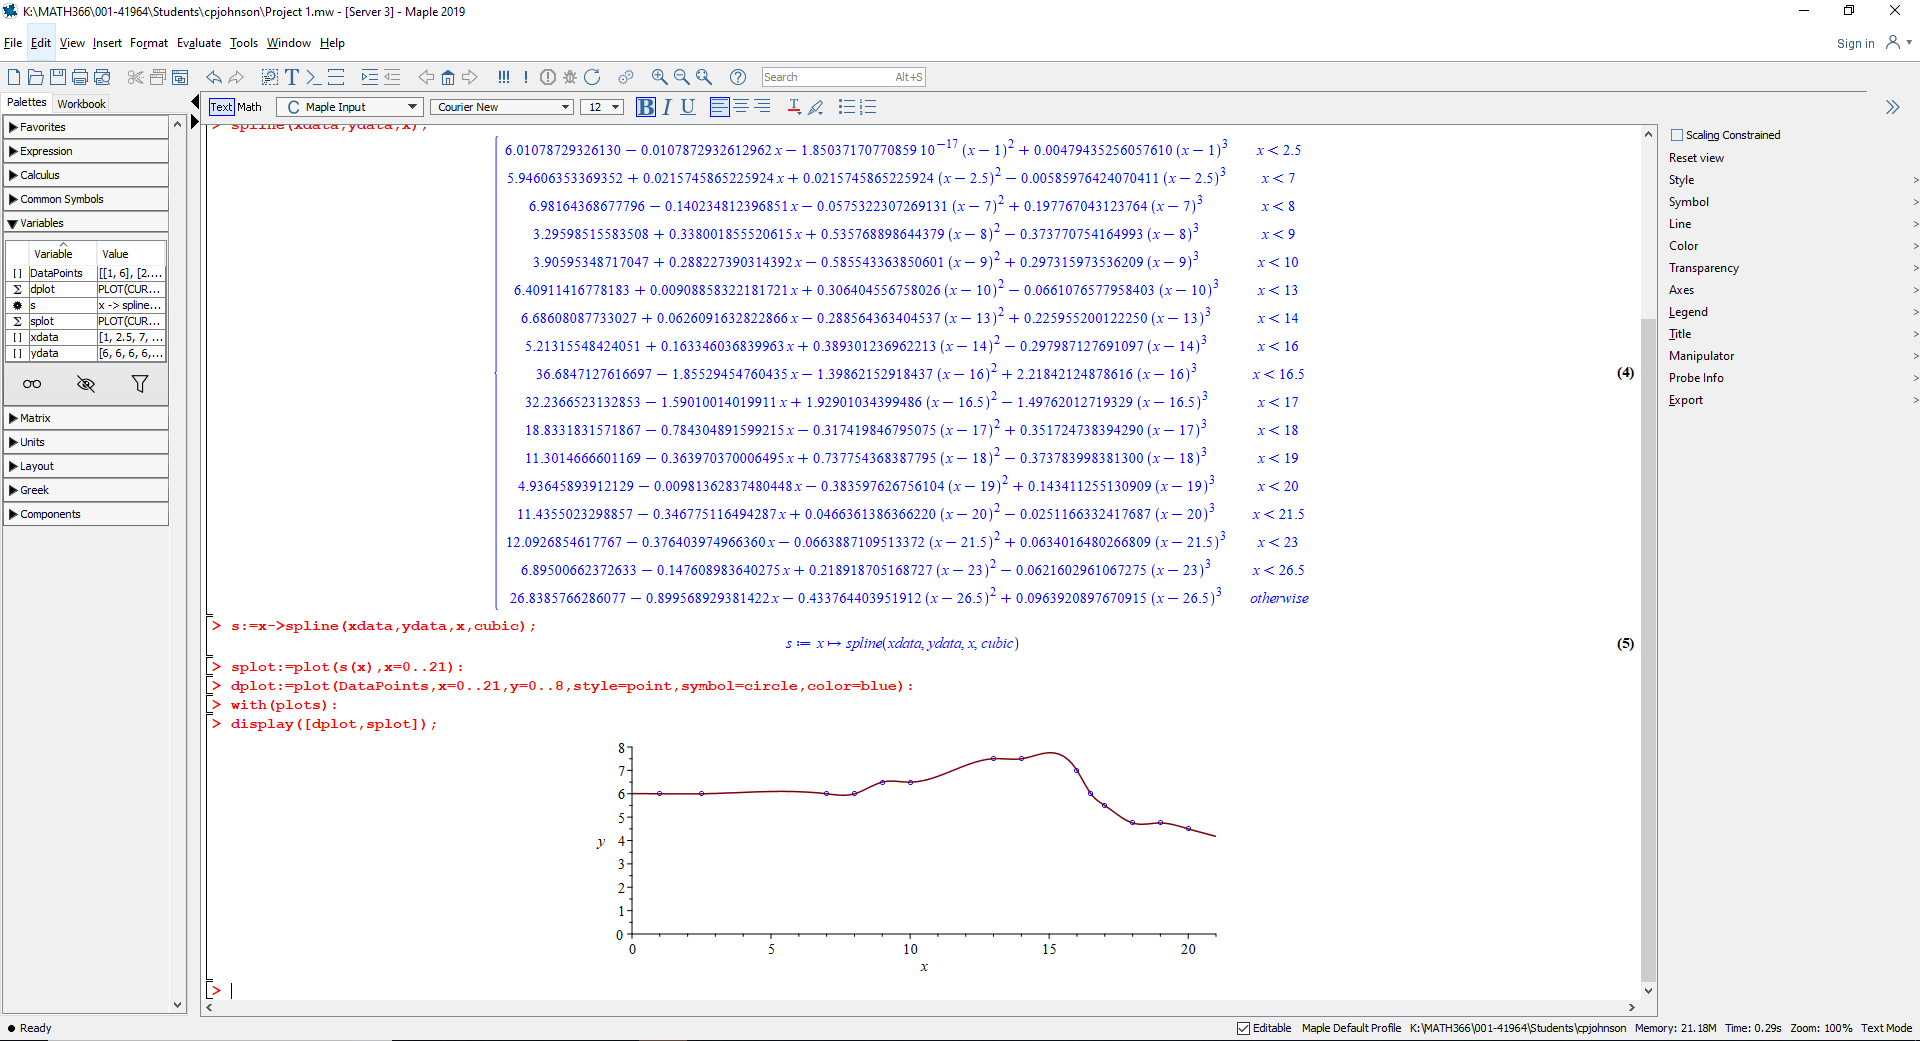 K:\MATH366\001-41964\Students\cpjohnson\Project 1.mw - [Server 3] - Maple 2019
File Edit View Insert Format Evaluate Tools Window Help
Sign in
Search Alt+S
Palettes Workbook
Text Math C Maple Input Courier New 12 B I U
Favorites
Expression
Calculus
Common Symbols
Variables
Variable Value
[ ] DataPoints [[1, 6], [2....
Σ dplot PLOT(CUR...
s x -> spline...
Σ splot PLOT(CUR...
[ ] xdata [1, 2.5, 7, ...
[ ] ydata [6, 6, 6, 6,...
Matrix
Units
Layout
Greek
Components
> spline(xdata,ydata,x);
6.01078729326130 − 0.0107872932612962 x − 1.85037170770859 10^−17 (x − 1)^2 + 0.00479435256057610 (x − 1)^3 x < 2.5
5.94606353369352 + 0.0215745865225924 x + 0.0215745865225924 (x − 2.5)^2 − 0.00585976424070411 (x − 2.5)^3 x < 7
6.98164368677796 − 0.140234812396851 x − 0.0575322307269131 (x − 7)^2 + 0.197767043123764 (x − 7)^3 x < 8
3.29598515583508 + 0.338001855520615 x + 0.535768898644379 (x − 8)^2 − 0.373770754164993 (x − 8)^3 x < 9
3.90595348717047 + 0.288227390314392 x − 0.585543363850601 (x − 9)^2 + 0.297315973536209 (x − 9)^3 x < 10
6.40911416778183 + 0.00908858322181721 x + 0.306404556758026 (x − 10)^2 − 0.0661076577958403 (x − 10)^3 x < 13
6.68608087733027 + 0.0626091632822866 x − 0.288564363404537 (x − 13)^2 + 0.225955200122250 (x − 13)^3 x < 14
5.21315548424051 + 0.163346036839963 x + 0.389301236962213 (x − 14)^2 − 0.297987127691097 (x − 14)^3 x < 16
36.6847127616697 − 1.85529454760435 x − 1.39862152918437 (x − 16)^2 + 2.21842124878616 (x − 16)^3 x < 16.5
(4)
32.2366523132853 − 1.59010014019911 x + 1.92901034399486 (x − 16.5)^2 − 1.49762012719329 (x − 16.5)^3 x < 17
18.8331831571867 − 0.784304891599215 x − 0.317419846795075 (x − 17)^2 + 0.351724738394290 (x − 17)^3 x < 18
11.3014666601169 − 0.363970370006495 x + 0.737754368387795 (x − 18)^2 − 0.373783998381300 (x − 18)^3 x < 19
4.93645893912129 − 0.00981362837480448 x − 0.383597626756104 (x − 19)^2 + 0.143411255130909 (x − 19)^3 x < 20
11.4355023298857 − 0.346775116494287 x + 0.0466361386366220 (x − 20)^2 − 0.0251166332417687 (x − 20)^3 x < 21.5
12.0926854617767 − 0.376403974966360 x − 0.0663887109513372 (x − 21.5)^2 + 0.0634016480266809 (x − 21.5)^3 x < 23
6.89500662372633 − 0.147608983640275 x + 0.218918705168727 (x − 23)^2 − 0.0621602961067275 (x − 23)^3 x < 26.5
26.8385766286077 − 0.899568929381422 x − 0.433764403951912 (x − 26.5)^2 + 0.0963920897670915 (x − 26.5)^3 otherwise
> s:=x->spline(xdata,ydata,x,cubic);
s ≔ x ↦ spline(xdata, ydata, x, cubic)
(5)
> splot:=plot(s(x),x=0..21):
> dplot:=plot(DataPoints,x=0..21,y=0..8,style=point,symbol=circle,color=blue):
> with(plots):
> display([dplot,splot]);
8
7
6
5
y 4
3
2
1
0
0 5 10 15 20
x
>
Scaling Constrained
Reset view
Style >
Symbol >
Line >
Color >
Transparency >
Axes >
Legend >
Title >
Manipulator >
Probe Info >
Export >
Ready
Editable Maple Default Profile K:\MATH366\001-41964\Students\cpjohnson Memory: 21.18M Time: 0.29s Zoom: 100% Text Mode